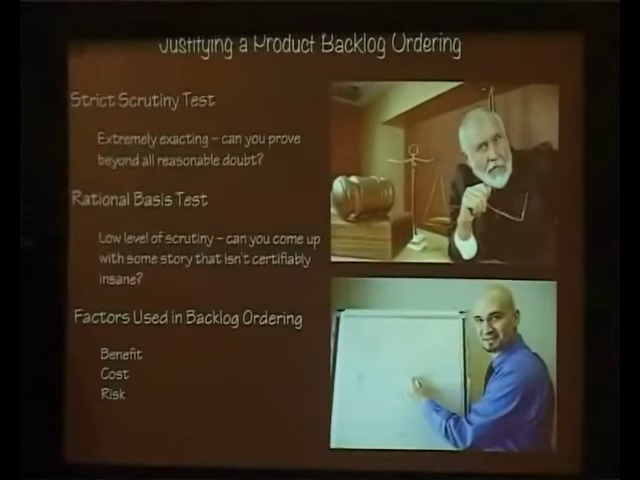 Justifying a Product Backlog Ordering
Strict Scrutiny Test
Extremely exacting – can you prove
beyond all reasonable doubt?
Rational Basis Test
Low level of scrutiny – can you come up
with some story that isn't certifiably
insane?
Factors Used in Backlog Ordering
Benefit
Cost
Risk